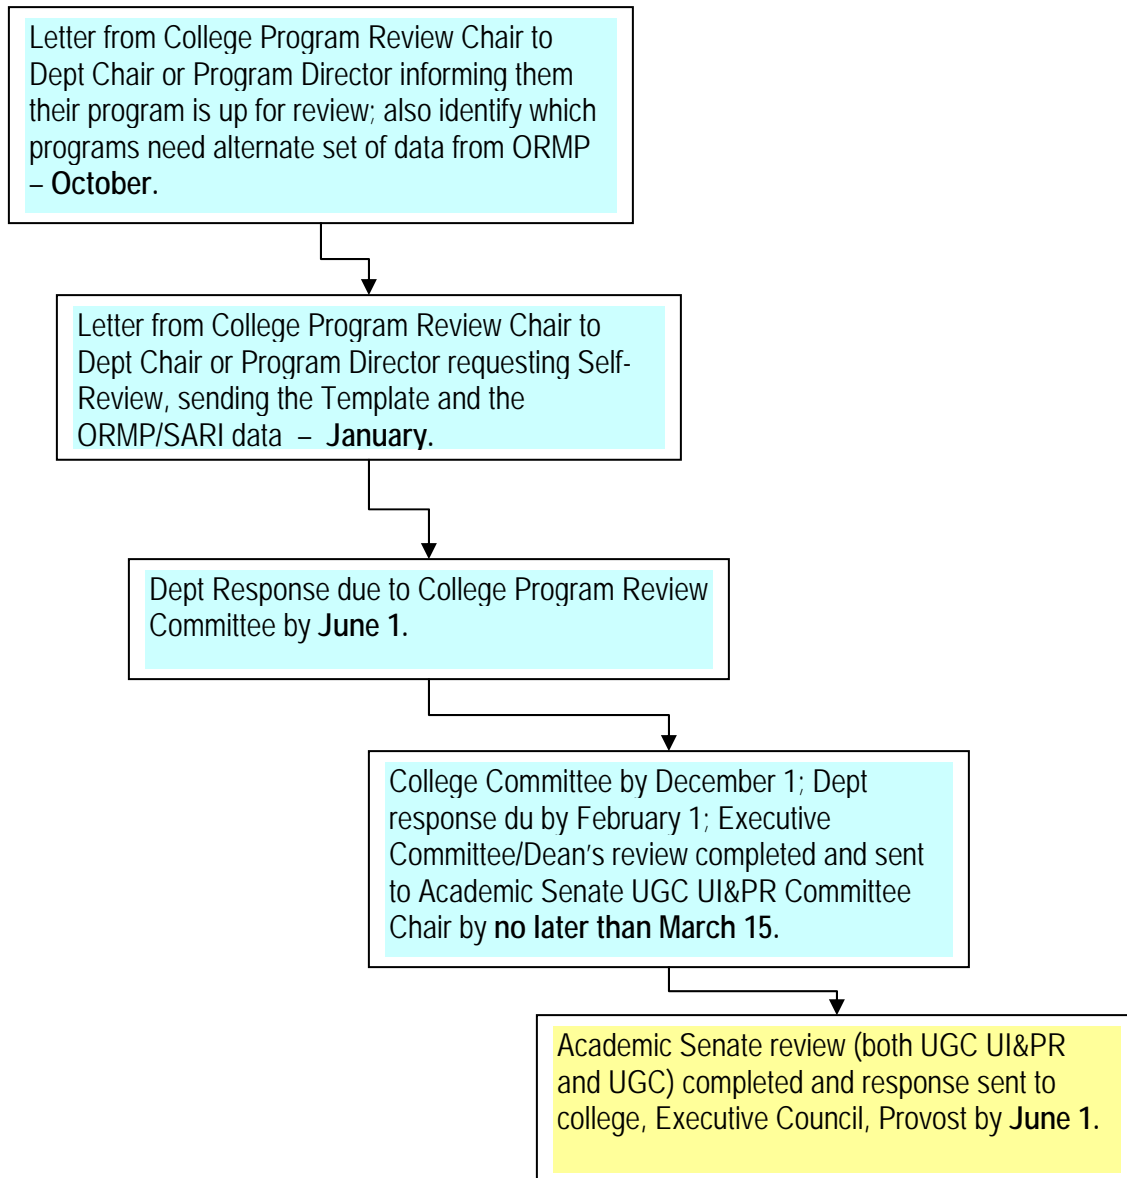 Letter from College Program Review Chair to
Dept Chair or Program Director informing them
their program is up for review; also identify which
programs need alternate set of data from ORMP
– October.
Letter from College Program Review Chair to
Dept Chair or Program Director requesting Self-
Review, sending the Template and the
ORMP/SARI data – January.
Dept Response due to College Program Review
Committee by June 1.
College Committee by December 1; Dept
response du by February 1; Executive
Committee/Dean’s review completed and sent
to Academic Senate UGC UI&PR Committee
Chair by no later than March 15.
Academic Senate review (both UGC UI&PR
and UGC) completed and response sent to
college, Executive Council, Provost by June 1.